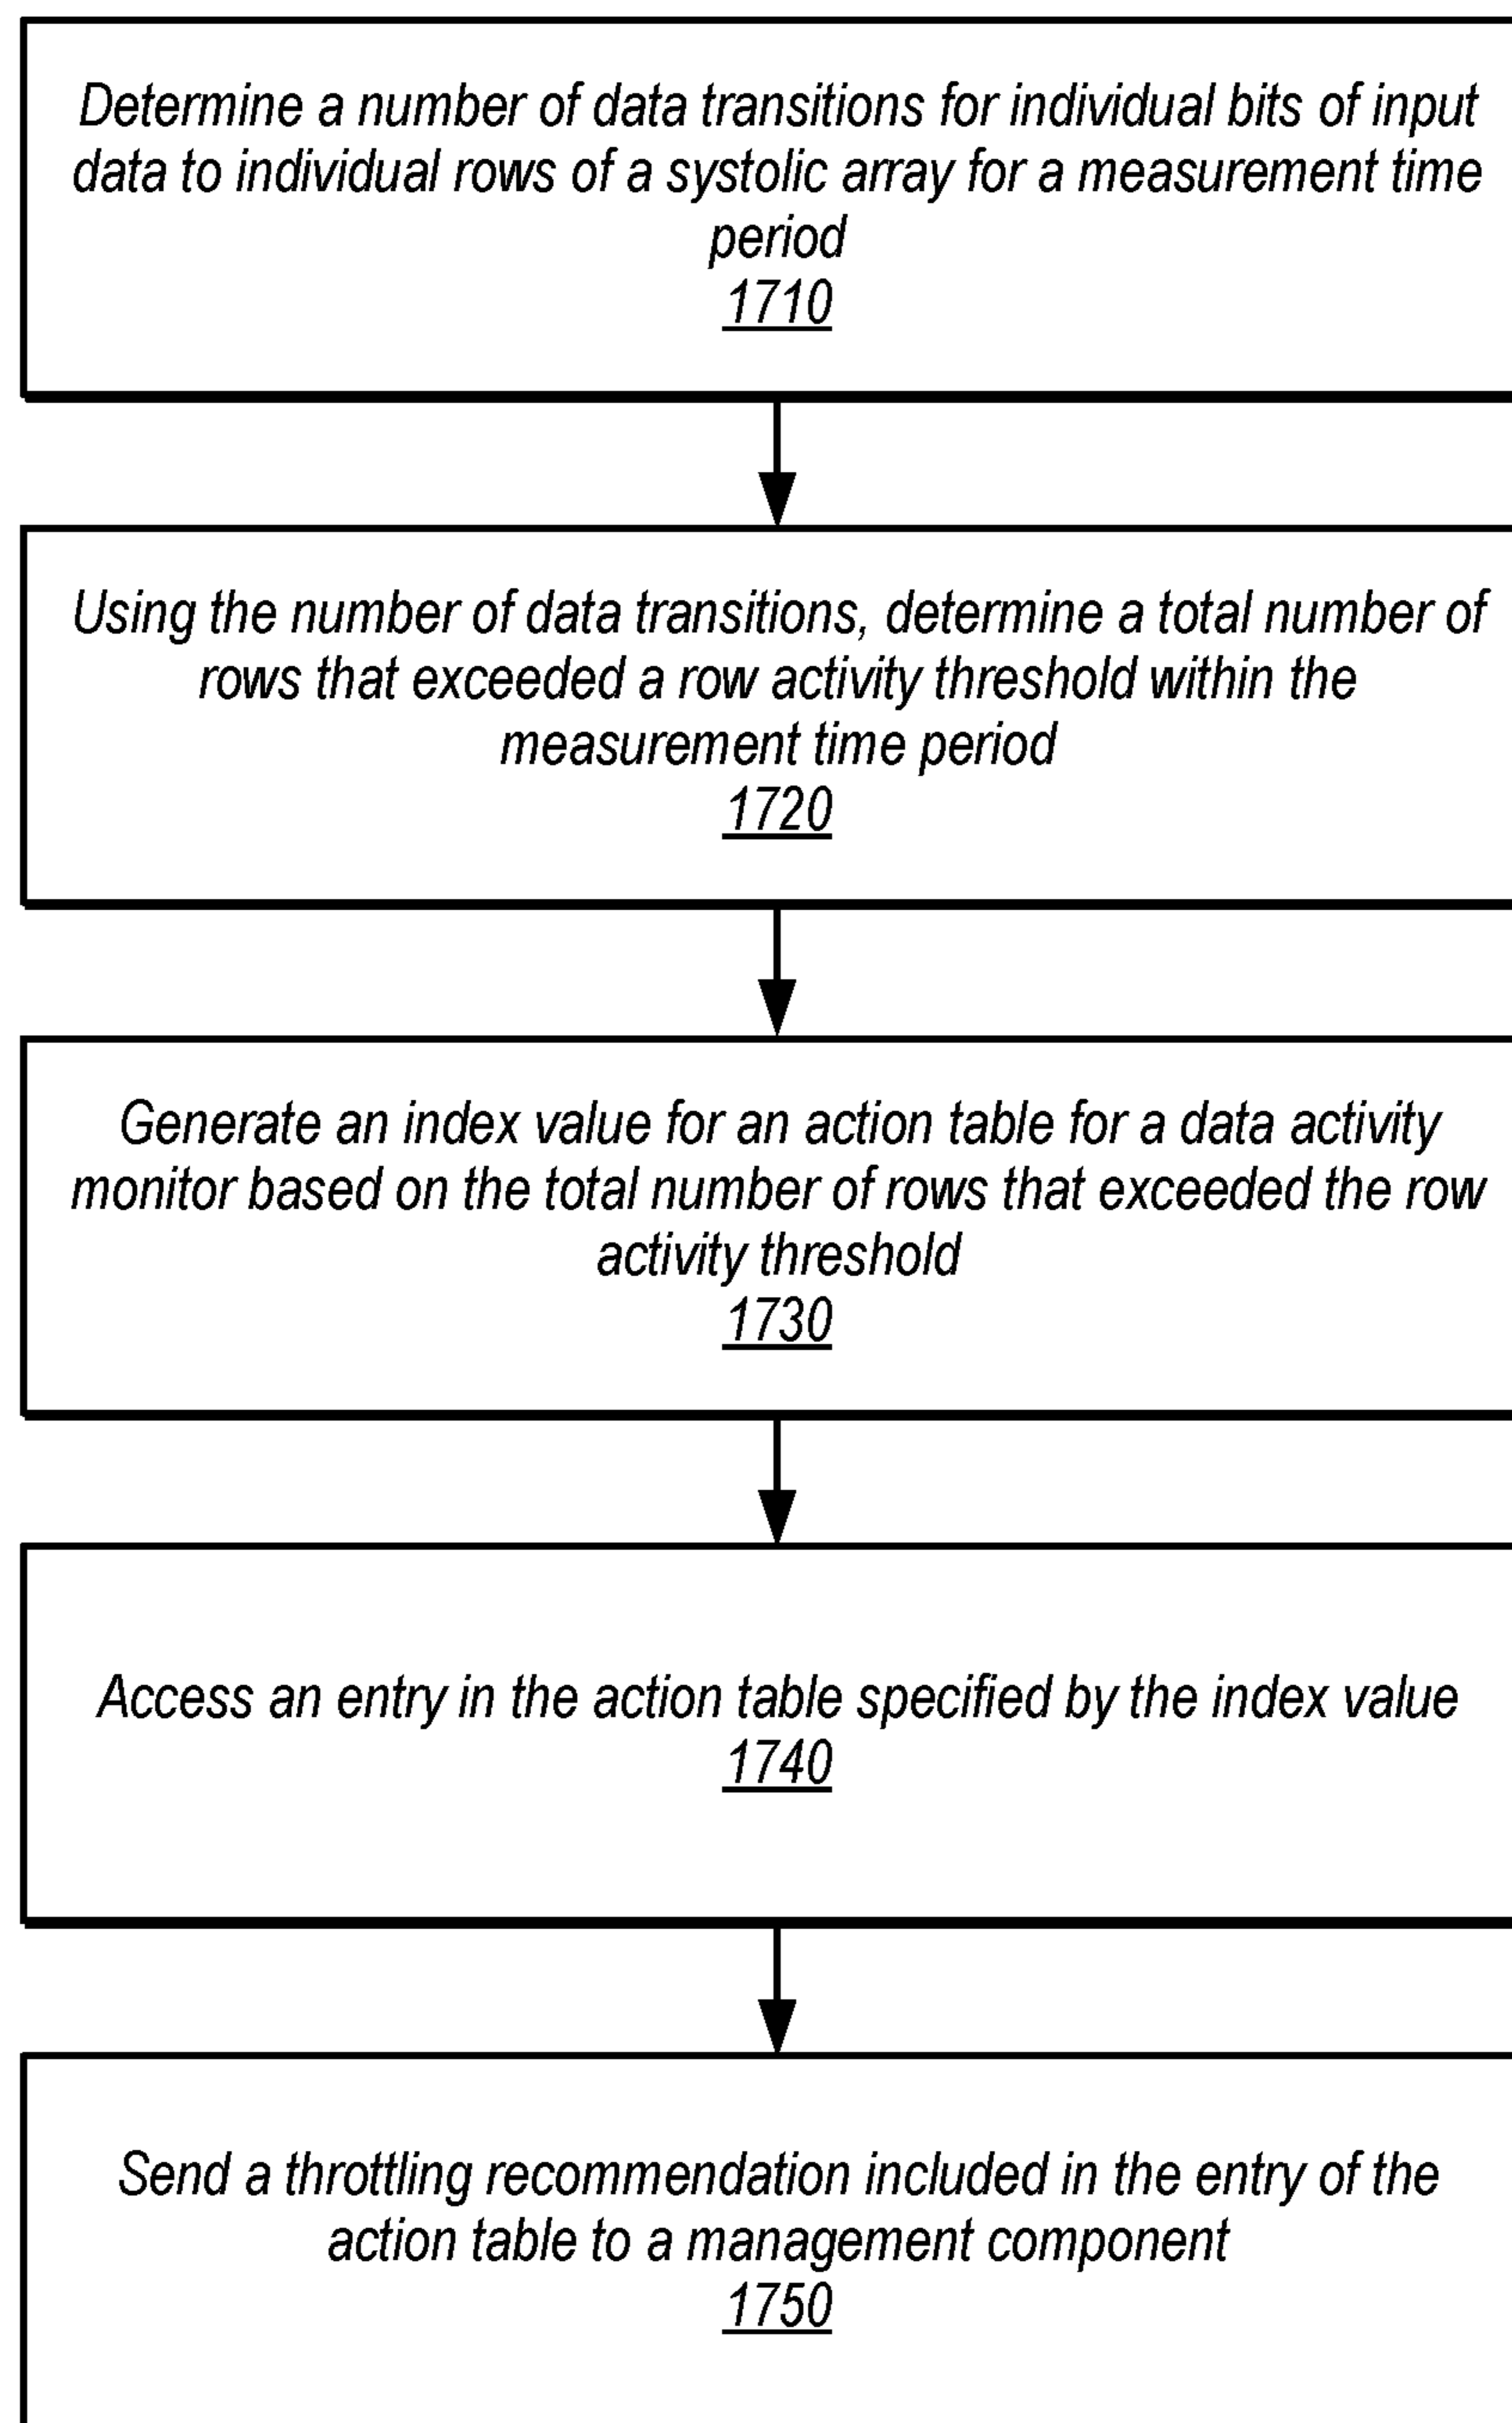 Determine a number of data transitions for individual bits of input
data to individual rows of a systolic array for a measurement time
period
1710
Using the number of data transitions, determine a total number of
rows that exceeded a row activity threshold within the
measurement time period
1720
Generate an index value for an action table for a data activity
monitor based on the total number of rows that exceeded the row
activity threshold
1730
Access an entry in the action table specified by the index value
1740
Send a throttling recommendation included in the entry of the
action table to a management component
1750